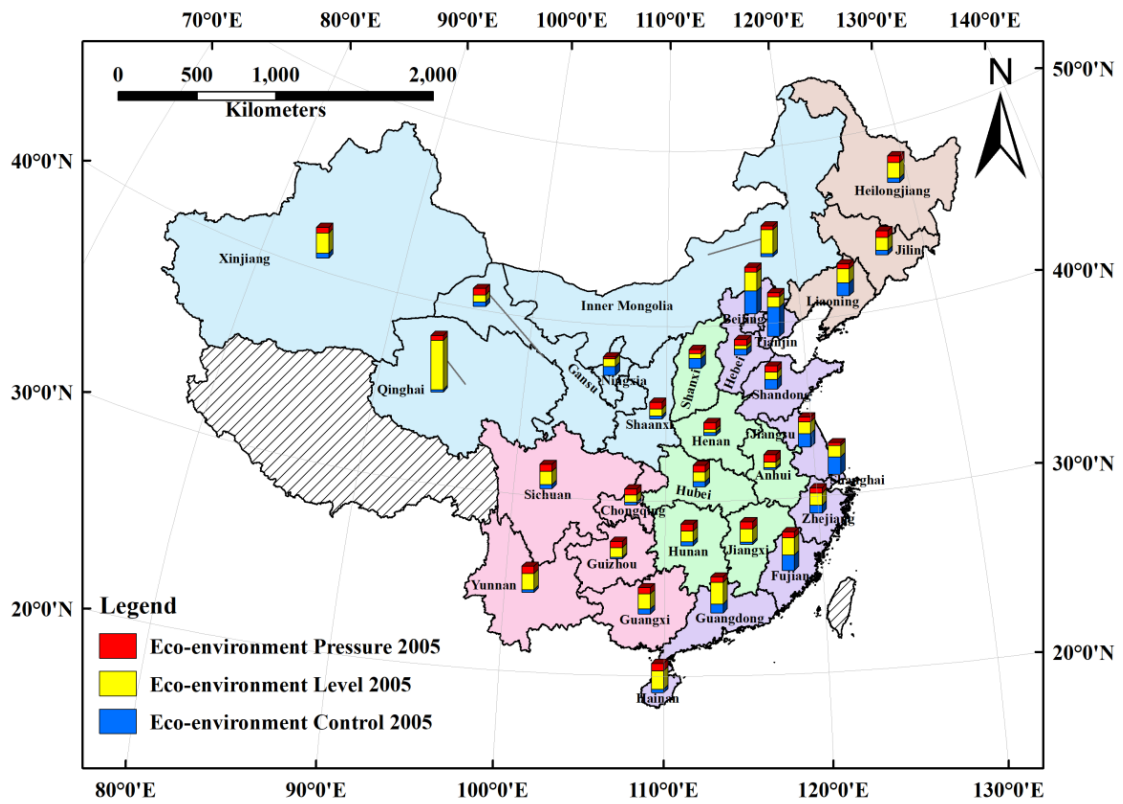 70°0'E 80°0'E 90°0'E 100°0'E 110°0'E 120°0'E 130°0'E 140°0'E
0 500 1,000 2,000
Kilometers
N
50°0'N
40°0'N
40°0'N
30°0'N
30°0'N
20°0'N
20°0'N
Heilongjiang
Jilin
Xinjiang
Inner Mongolia
Liaoning
Beijing
Tianjin
Hebei
Shanxi
Ningxia
Gansu
Qinghai
Shandong
Shaanxi
Henan
Jiangsu
Anhui
Shanghai
Sichuan
Hubei
Chongqing
Zhejiang
Hunan
Jiangxi
Guizhou
Fujian
Yunnan
Guangxi
Guangdong
Hainan
Legend
Eco-environment Pressure 2005
Eco-environment Level 2005
Eco-environment Control 2005
80°0'E 90°0'E 100°0'E 110°0'E 120°0'E 130°0'E